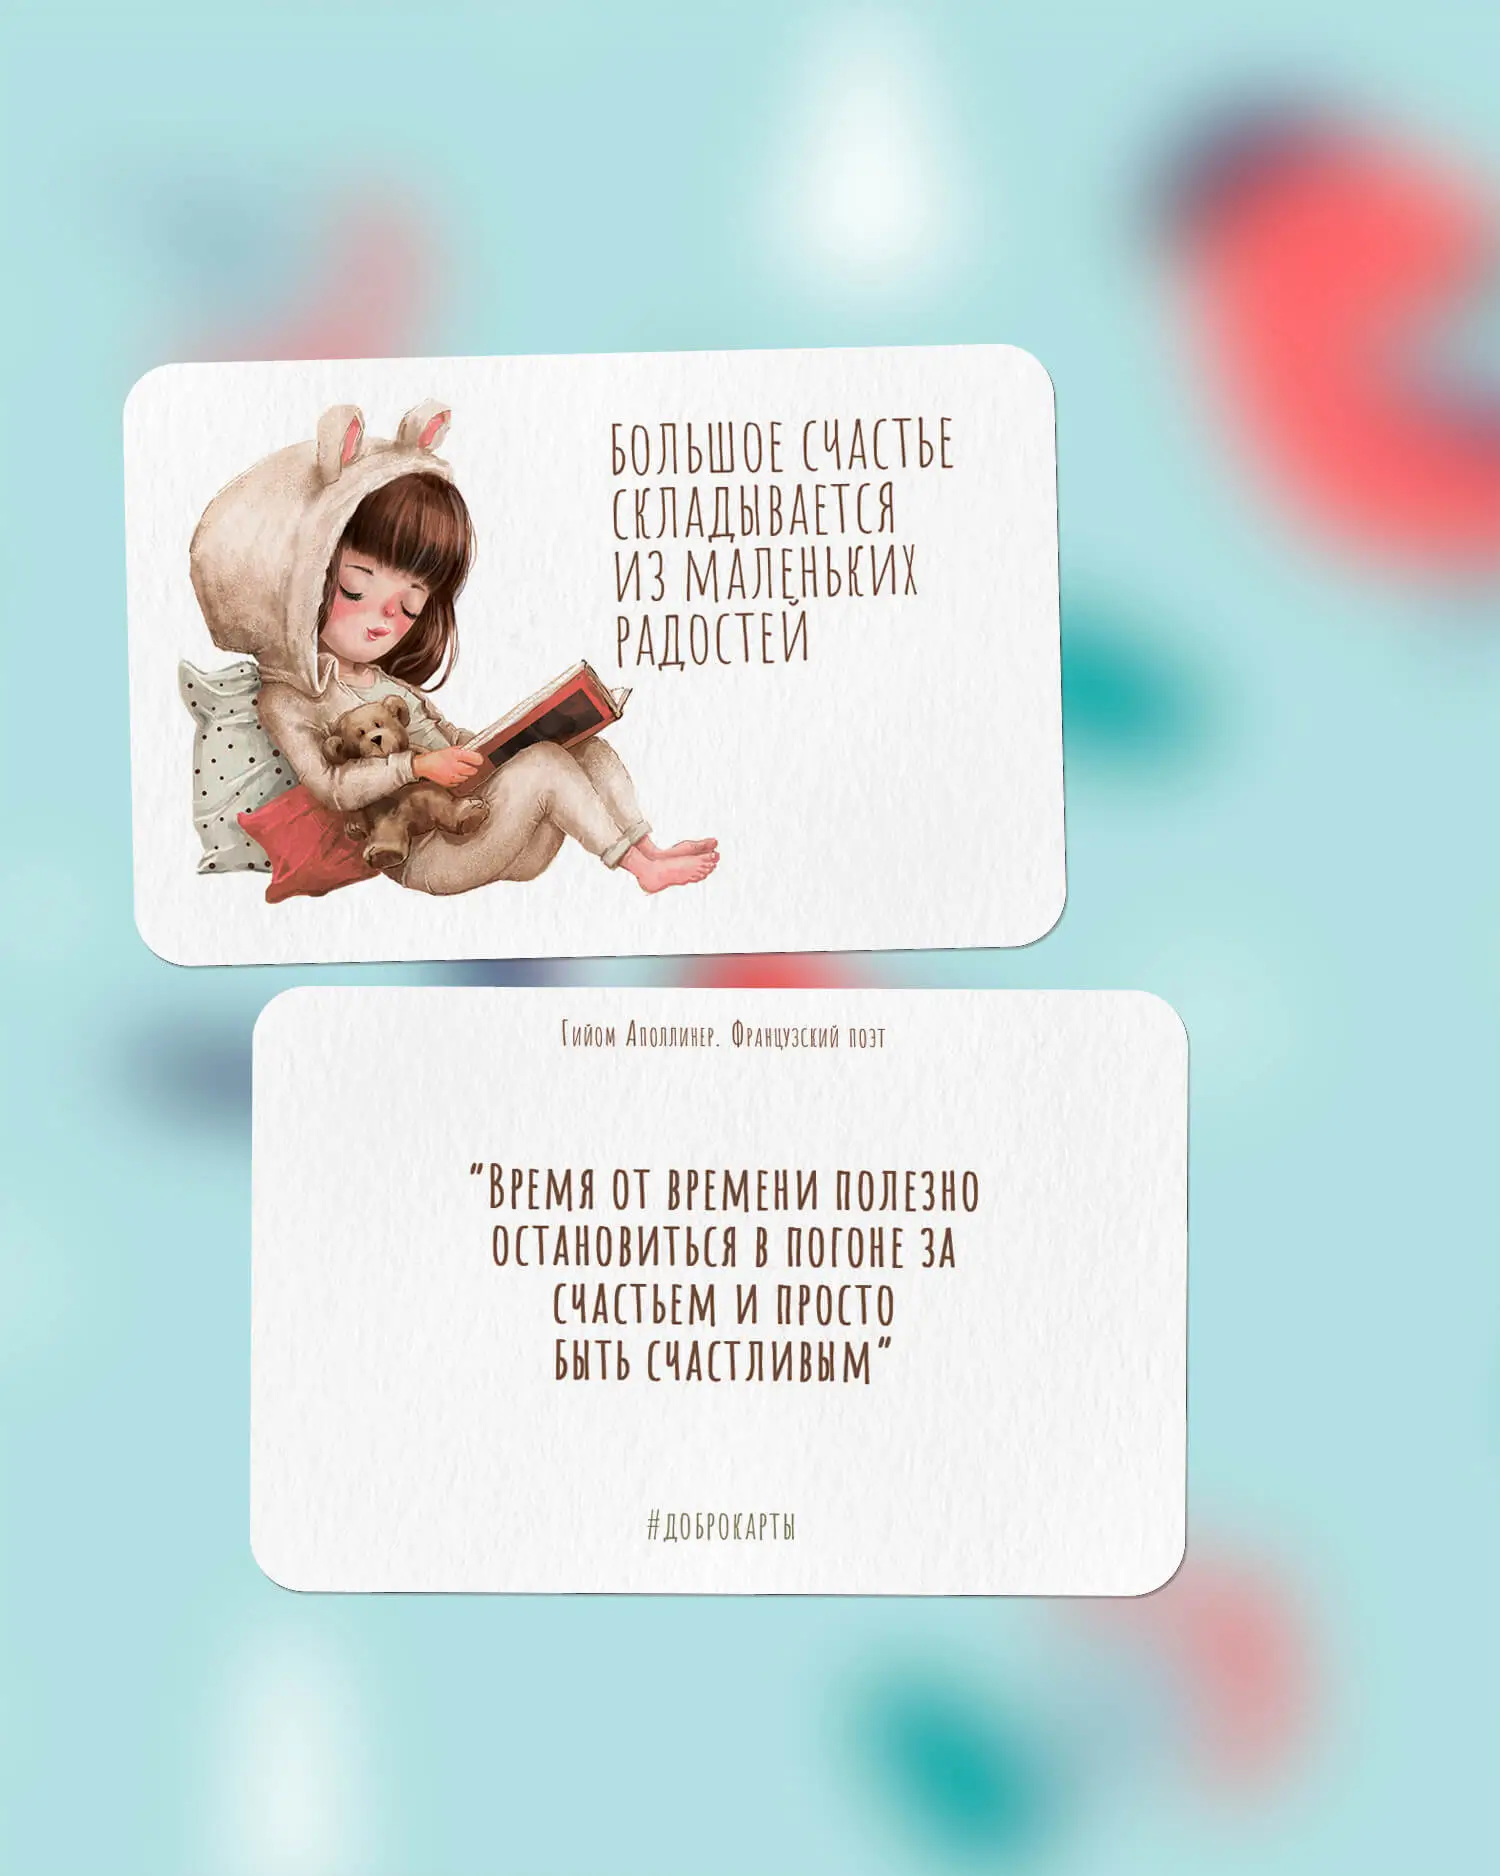 БОЛЬШОЕ СЧАСТЬЕ
СКЛАДЫВАЕТСЯ
ИЗ МАЛЕНЬКИХ
РАДОСТЕЙ
Гийом Аполлинер. Французский поэт
"Время от времени полезно
остановиться в погоне за
счастьем и просто
быть счастливым"
#ДОБРОКАРТЫ